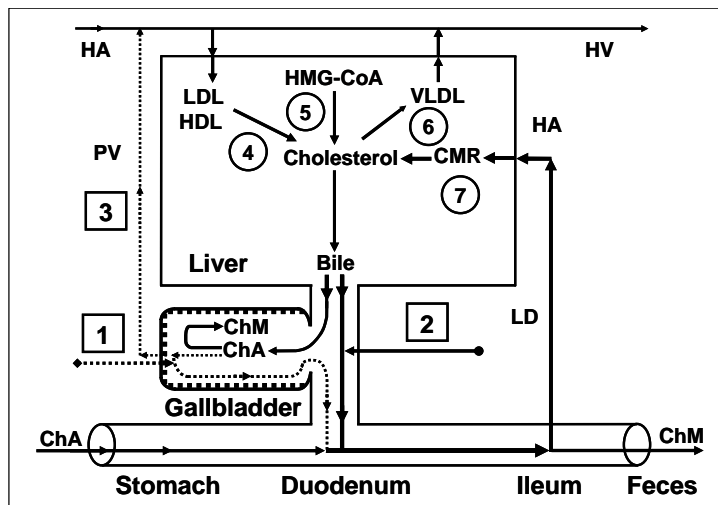 HA HV
HMG-CoA
LDL VLDL
HDL
5
6
HA
PV
4
Cholesterol CMR
7
3
Liver Bile
1
ChM
2
LD
ChA
Gallbladder
ChA ChM
Stomach Duodenum Ileum Feces